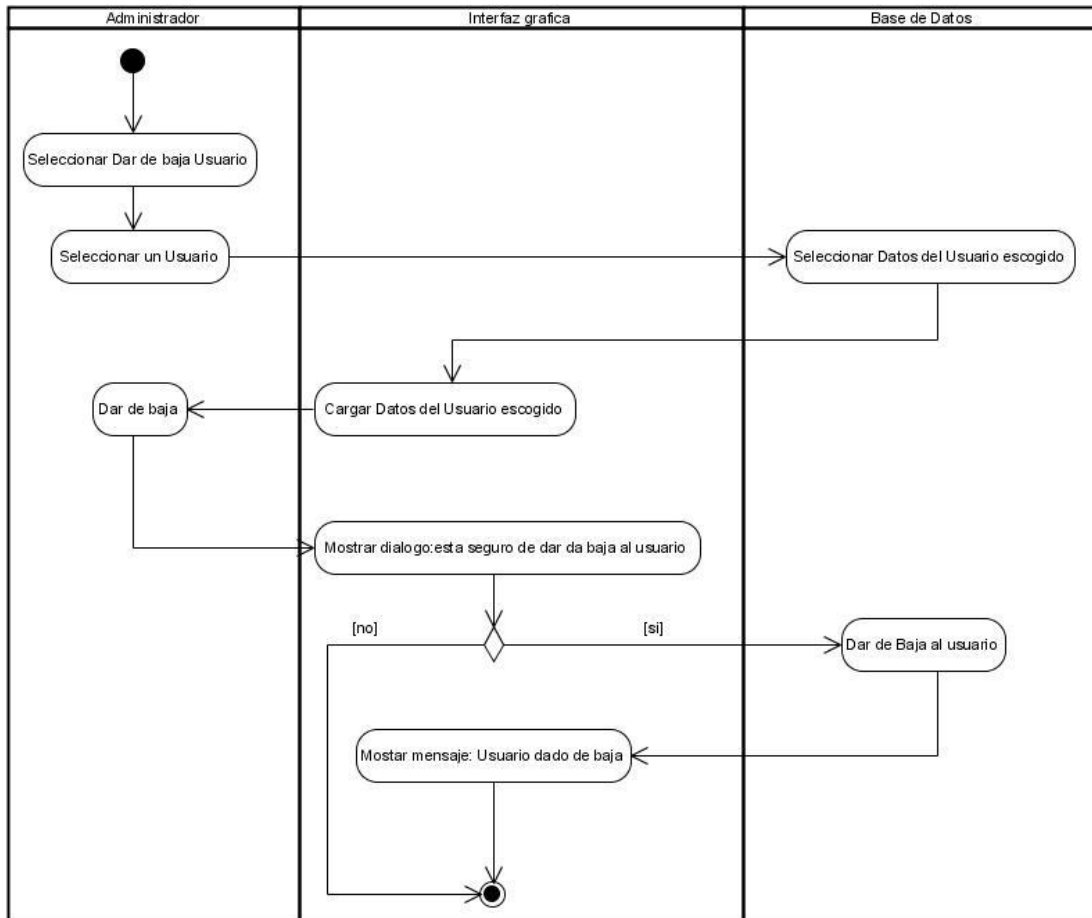 Administrador
Interfaz grafica
Base de Datos
Seleccionar Dar de baja Usuario
Seleccionar un Usuario
Seleccionar Datos del Usuario escogido
Dar de baja
Cargar Datos del Usuario escogido
Mostrar dialogo:esta seguro de dar da baja al usuario
[no]
[si]
Dar de Baja al usuario
Mostar mensaje: Usuario dado de baja